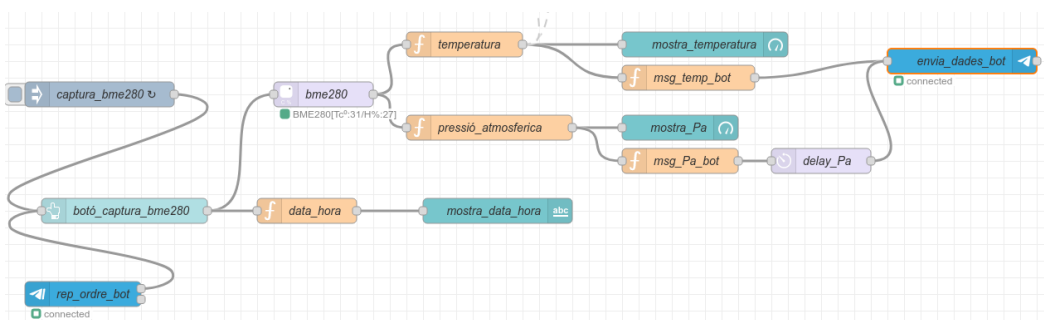 temperatura
mostra_temperatura
envia_dades_bot
msg_temp_bot
connected
captura_bme280 ↻
bme280
BME280[Tcº:31/H%:27]
pressió_atmosferica
mostra_Pa
msg_Pa_bot
delay_Pa
botó_captura_bme280
data_hora
mostra_data_hora
abc
rep_ordre_bot
connected